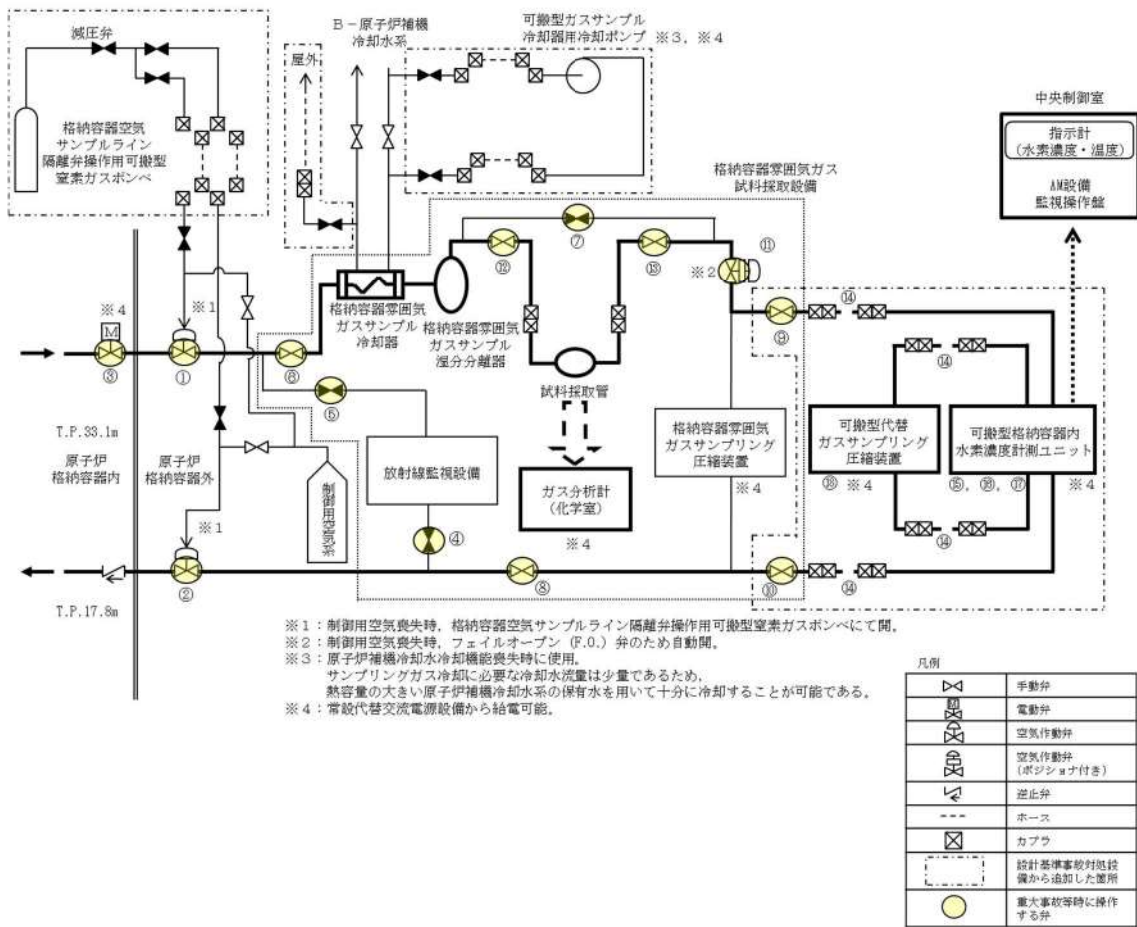 減圧弁
格納容器空気
サンプルライン
隔離弁操作用可搬型
窒素ガスボンベ
屋外
B－原子炉補機
冷却水系
可搬型ガスサンプル
冷却器用冷却ポンプ ※3，※4
格納容器雰囲気ガス
試料採取設備
中央制御室
指示計
(水素濃度・温度)
AM設備
監視操作盤
⑦
⑫
⑬
⑪
※2
※4
M
③
※1
①
⑥
格納容器雰囲気
ガスサンプル
冷却器
格納容器雰囲気
ガスサンプル
湿分分離器
試料採取管
⑨
⑭
⑭
⑤
T.P.33.1m
原子炉
格納容器内
原子炉
格納容器外
放射線監視設備
ガス分析計
(化学室)
※4
格納容器雰囲気
ガスサンプリング
圧縮装置
※4
可搬型代替
ガスサンプリング
圧縮装置
⑱ ※4
可搬型格納容器内
水素濃度計測ユニット
⑮，⑯，⑰ ※4
制御用空気系
※1
④
⑭
②
⑧
⑩
⑭
T.P.17.8m
※1：制御用空気喪失時，格納容器空気サンプルライン隔離弁操作用可搬型窒素ガスボンベにて開。
※2：制御用空気喪失時，フェイルオープン (F.O.) 弁のため自動開。
※3：原子炉補機冷却水冷却機能喪失時に使用。
サンプリングガス冷却に必要な冷却水流量は少量であるため，
熱容量の大きい原子炉補機冷却水系の保有水を用いて十分に冷却することが可能である。
※4：常設代替交流電源設備から給電可能。
凡例
手動弁
M
電動弁
空気作動弁
空気作動弁
(ポジショナ付き)
逆止弁
ホース
カプラ
設計基準事故対処設
備から追加した箇所
重大事故等時に操作
する弁